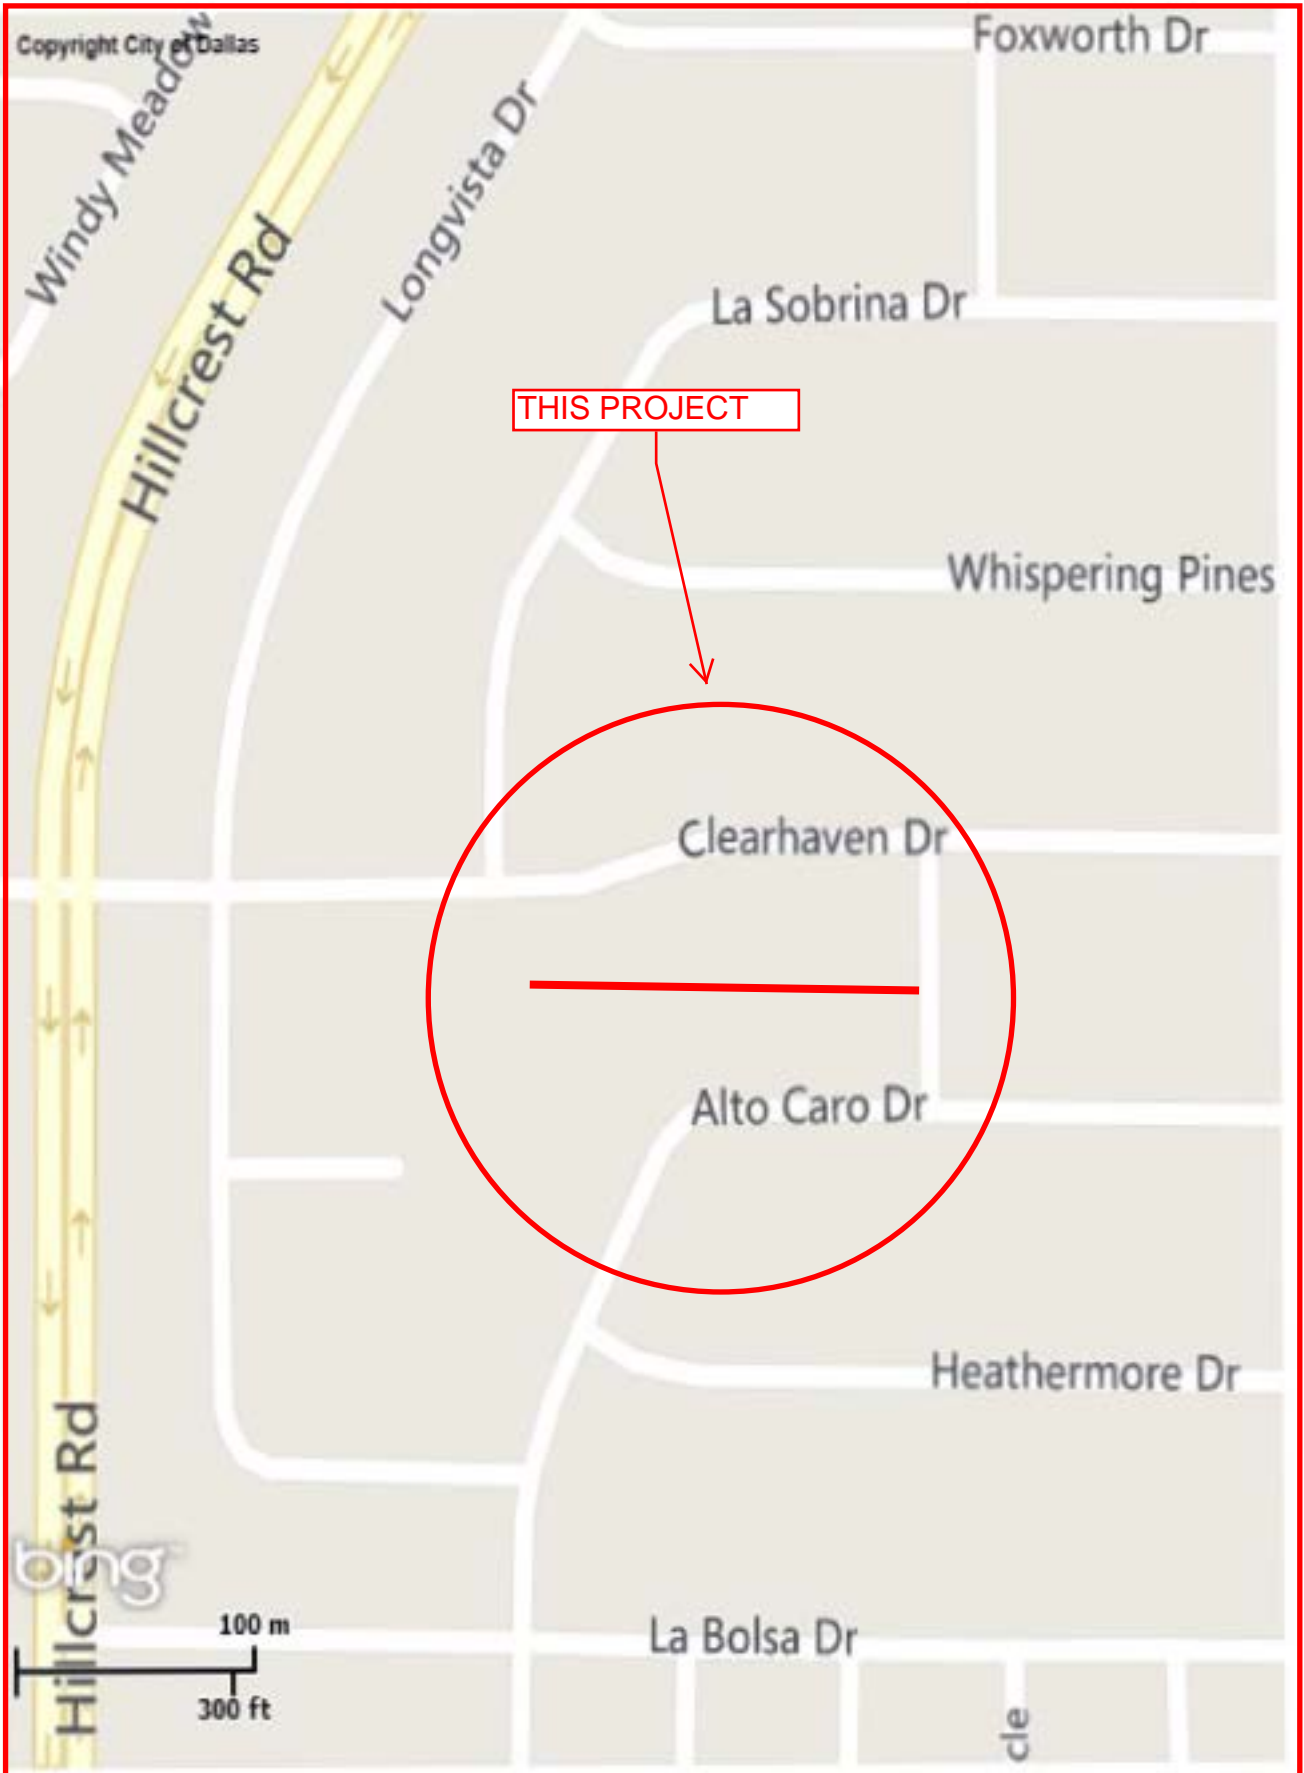 Copyright City of Dallas
Foxworth Dr
Windy Meadow
Longvista Dr
Hillcrest Rd
La Sobrina Dr
THIS PROJECT
Whispering Pines
Clearhaven Dr
Alto Caro Dr
Heathermore Dr
Hillcrest Rd
bing
100 m
La Bolsa Dr
300 ft
cle